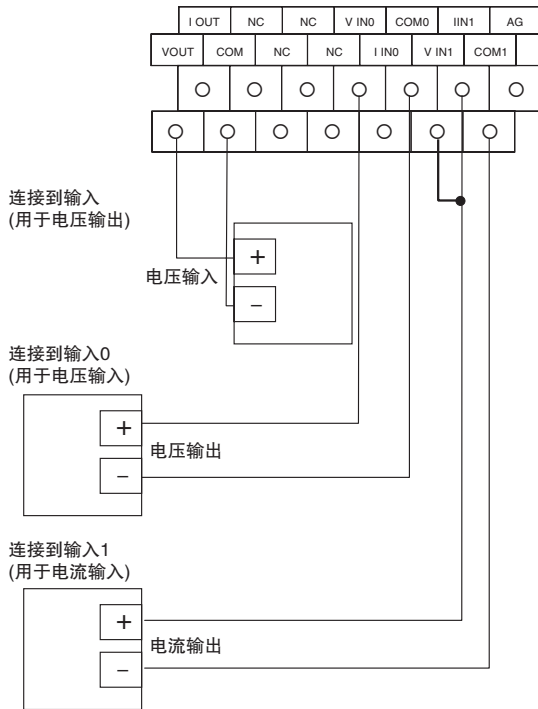 I OUT NC NC V IN0 COM0 IIN1 AG
VOUT COM NC NC I IN0 V IN1 COM1
连接到输入
(用于电压输出)
+
电压输入
−
连接到输入0
(用于电压输入)
+
电压输出
−
连接到输入1
(用于电流输入)
+
电流输出
−